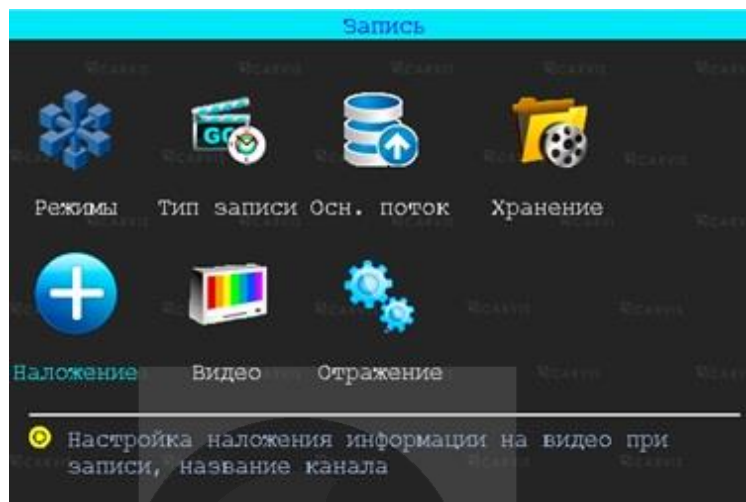 Запись
Режимы Тип записи Осн. поток Хранение
Наложение Видео Отражение
Настройка наложения информации на видео при
записи, название канала